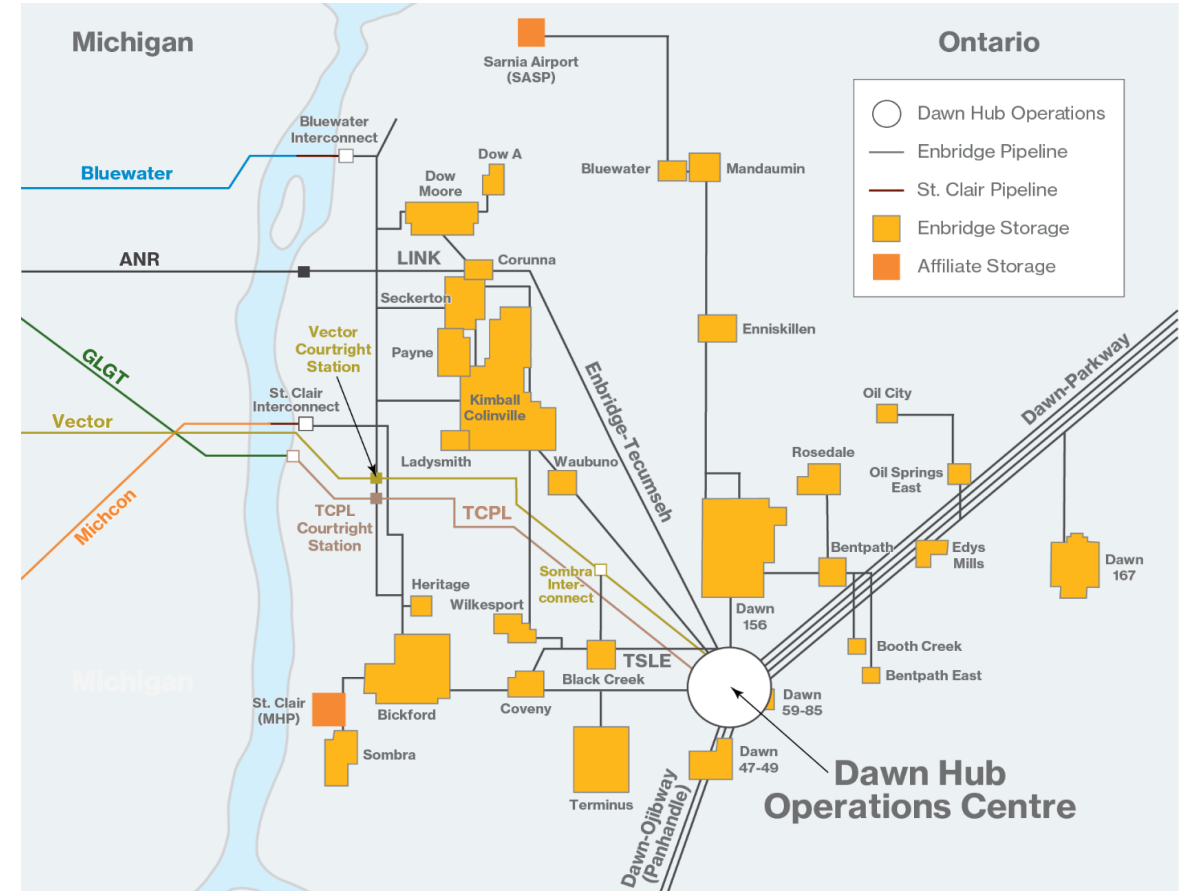 Michigan
Ontario
Sarnia Airport
(SASP)
Dawn Hub Operations
Enbridge Pipeline
St. Clair Pipeline
Enbridge Storage
Affiliate Storage
Bluewater
Interconnect
Bluewater
Dow A
Dow
Moore
Bluewater
Mandaumin
ANR
LINK
Corunna
Seckerton
Vector
Courtright
Station
Payne
Enniskillen
GLGT
St. Clair
Interconnect
Kimball
Colinville
Enbridge-Tecumseh
Dawn-Parkway
Oil City
Vector
Ladysmith
Waubuno
Rosedale
Oil Springs
East
Michcon
TCPL
Courtright
Station
TCPL
Bentpath
Edys
Mills
Dawn
167
Sombra
Inter-
connect
Heritage
Wilkesport
Dawn
156
Booth Creek
TSLE
Black Creek
Bentpath East
Michigan
St. Clair
(MHP)
Bickford
Coveny
Dawn
59-85
Sombra
Dawn
47-49
Terminus
Dawn Hub
Operations Centre
Dawn-Ojibway
(Panhandle)